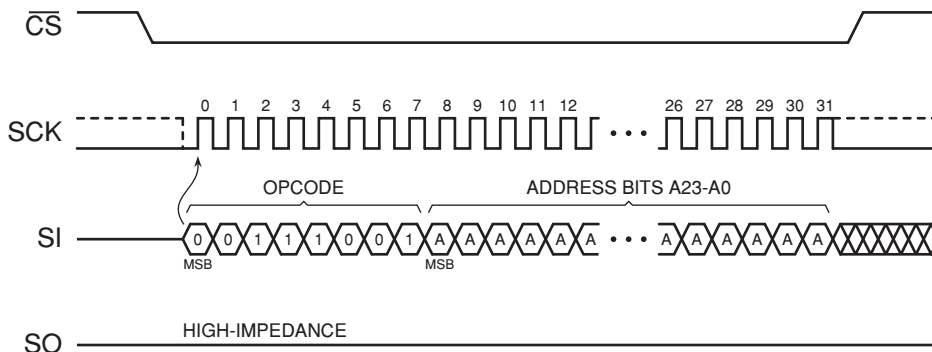 CS
0 1 2 3 4 5 6 7 8 9 10 11 12 26 27 28 29 30 31
SCK
OPCODE ADDRESS BITS A23-A0
SI 0 0 1 1 1 0 0 1 A A A A A A A A A A A A
MSB MSB
HIGH-IMPEDANCE
SO